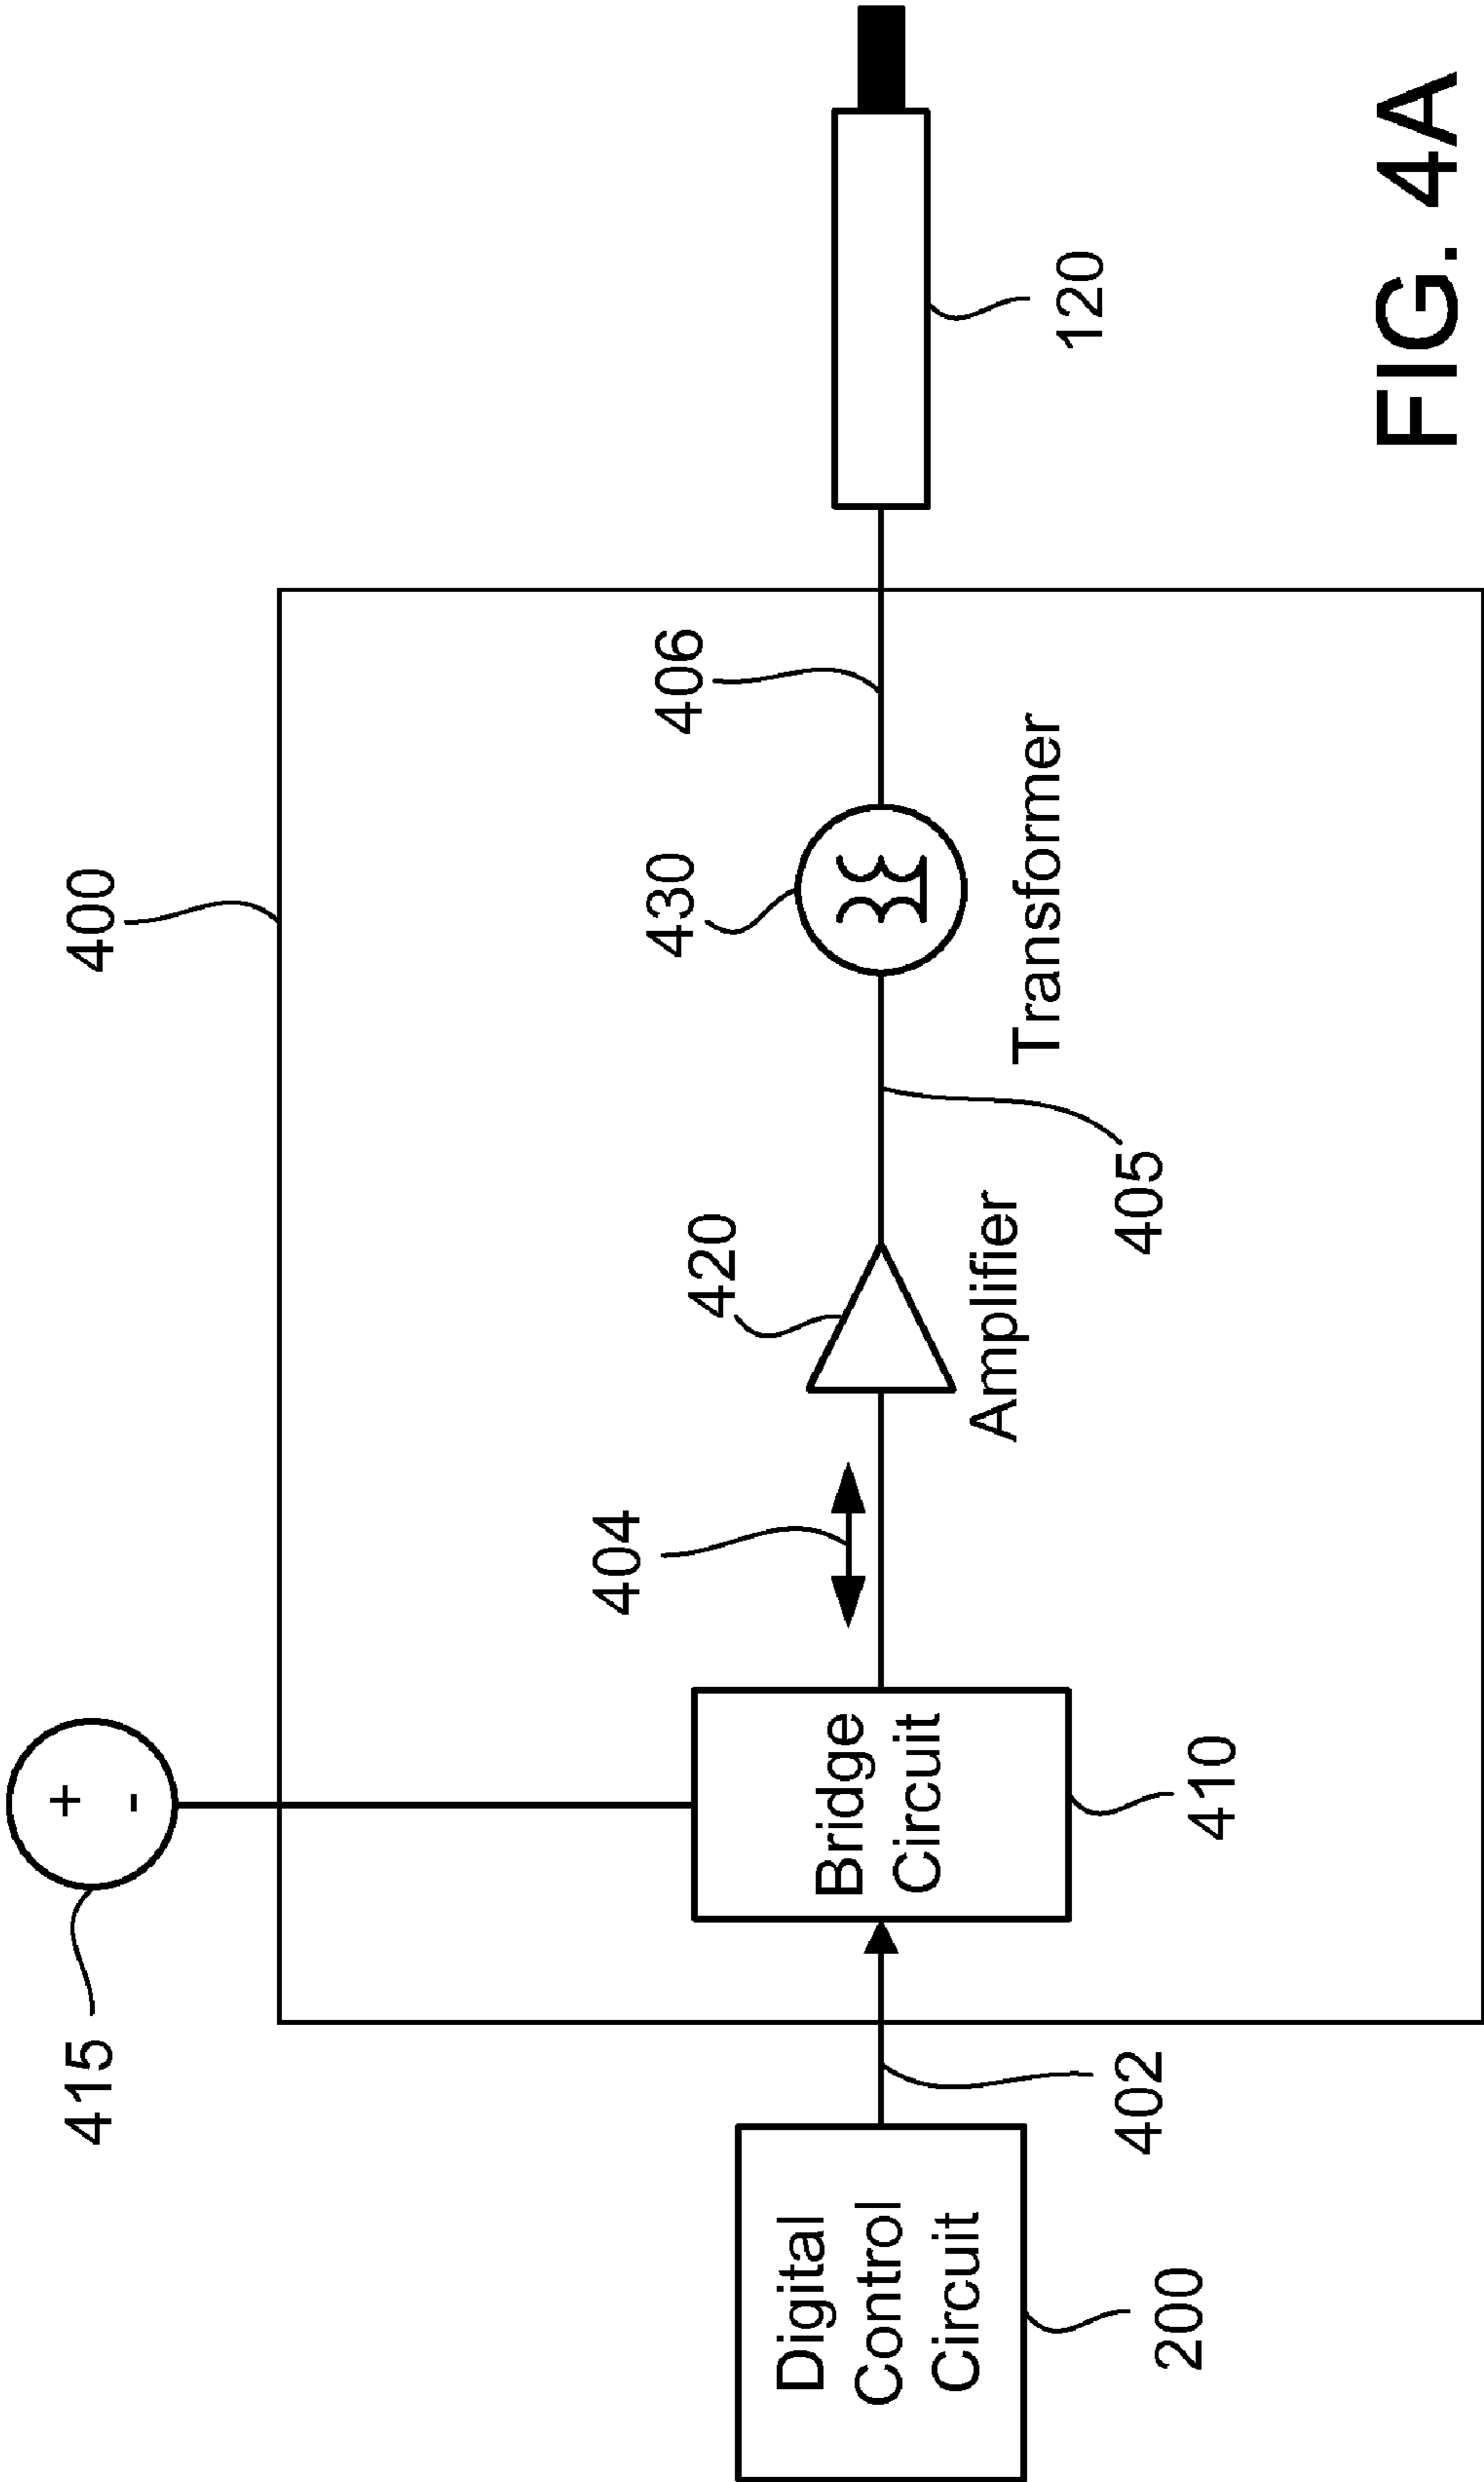 415
+
-
400
Digital
Control
Circuit
200
402
Bridge
Circuit
410
404
420
Amplifier
405
430
Transformer
406
120
FIG. 4A